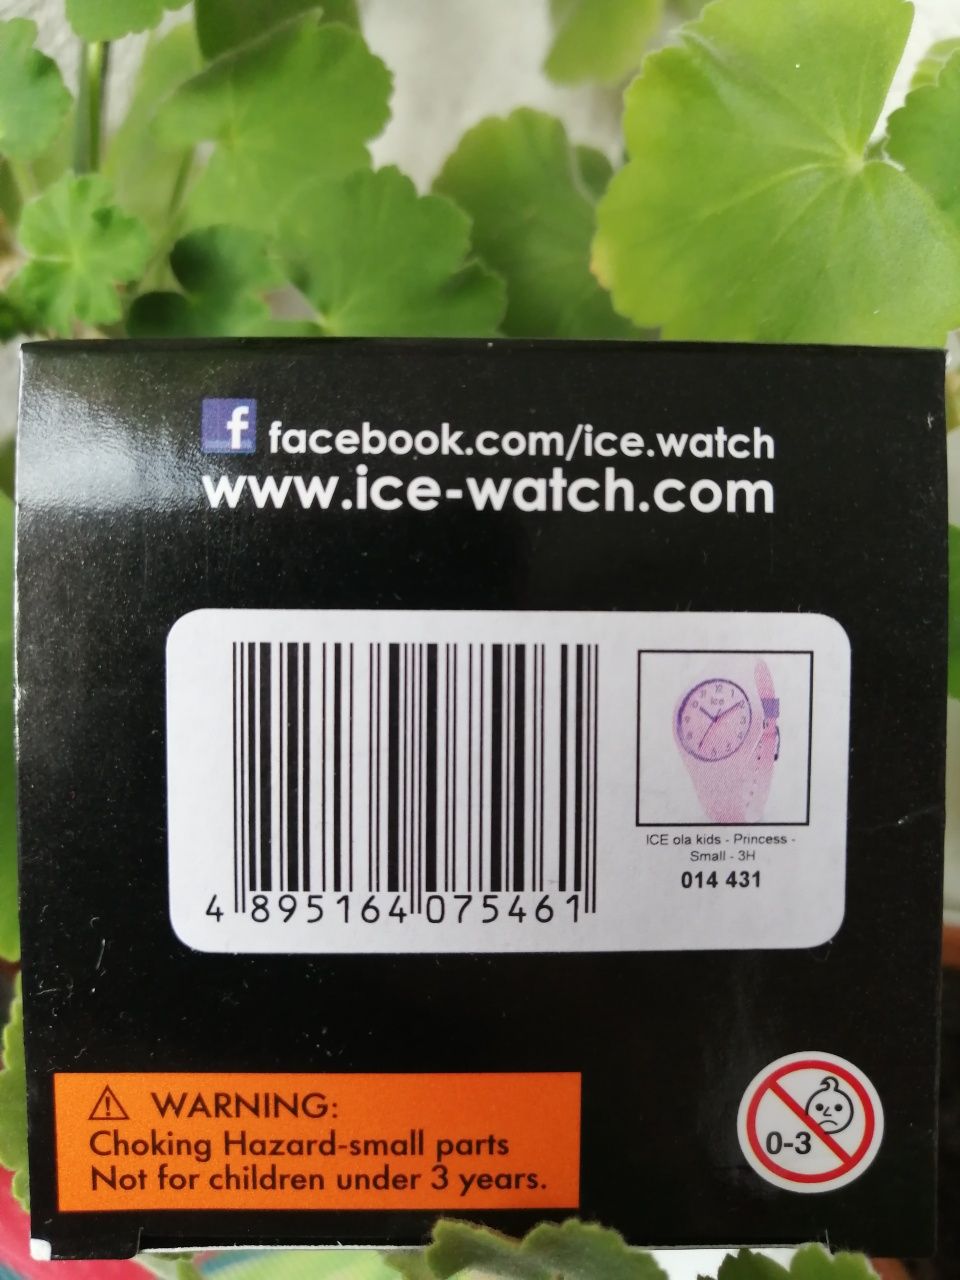 f facebook.com/ice.watch
www.ice-watch.com
4 895164 075461
ICE ola kids - Princess -
Small - 3H
014 431
WARNING:
Choking Hazard-small parts
Not for children under 3 years.
0-3